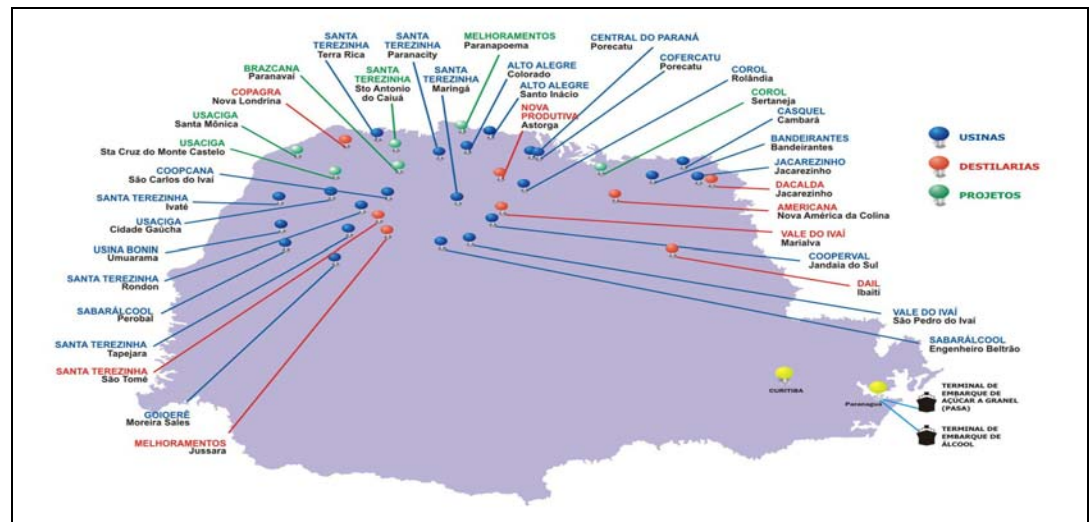 SANTA
TEREZINHA
Terra Rica
SANTA
TEREZINHA
Paranacity
MELHORAMENTOS
Paranapoema
CENTRAL DO PARANÁ
Porecatu
COFERCATU
Porecatu
COROL
Rolândia
BRAZCANA
Paranavaí
SANTA
TEREZINHA
Sto Antonio
do Caiuá
SANTA
TEREZINHA
Maringá
ALTO ALEGRE
Colorado
ALTO ALEGRE
Santo Inácio
COPAGRA
Nova Londrina
NOVA
PRODUTIVA
Astorga
COROL
Sertaneja
CASQUEL
Cambará
USACIGA
Santa Mônica
BANDEIRANTES
Bandeirantes
USACIGA
Sta Cruz do Monte Castelo
JACAREZINHO
Jacarezinho
COOPCANA
São Carlos do Ivaí
DACALDA
Jacarezinho
SANTA TEREZINHA
Ivaté
AMERICANA
Nova América da Colina
USACIGA
Cidade Gaúcha
VALE DO IVAÍ
Marialva
USINA BONIN
Umuarama
COOPERVAL
Jandaia do Sul
SANTA TEREZINHA
Rondon
DAIL
Ibaiti
SABARÁLCOOL
Perobal
VALE DO IVAÍ
São Pedro do Ivaí
SANTA TEREZINHA
Tapejara
SABARÁLCOOL
Engenheiro Beltrão
SANTA TEREZINHA
São Tomé
GOIOERÊ
Moreira Sales
MELHORAMENTOS
Jussara
USINAS
DESTILARIAS
PROJETOS
CURITIBA
Paranaguá
TERMINAL DE
EMBARQUE DE
AÇÚCAR A GRANEL
(PASA)
TERMINAL DE
EMBARQUE DE
ÁLCOOL